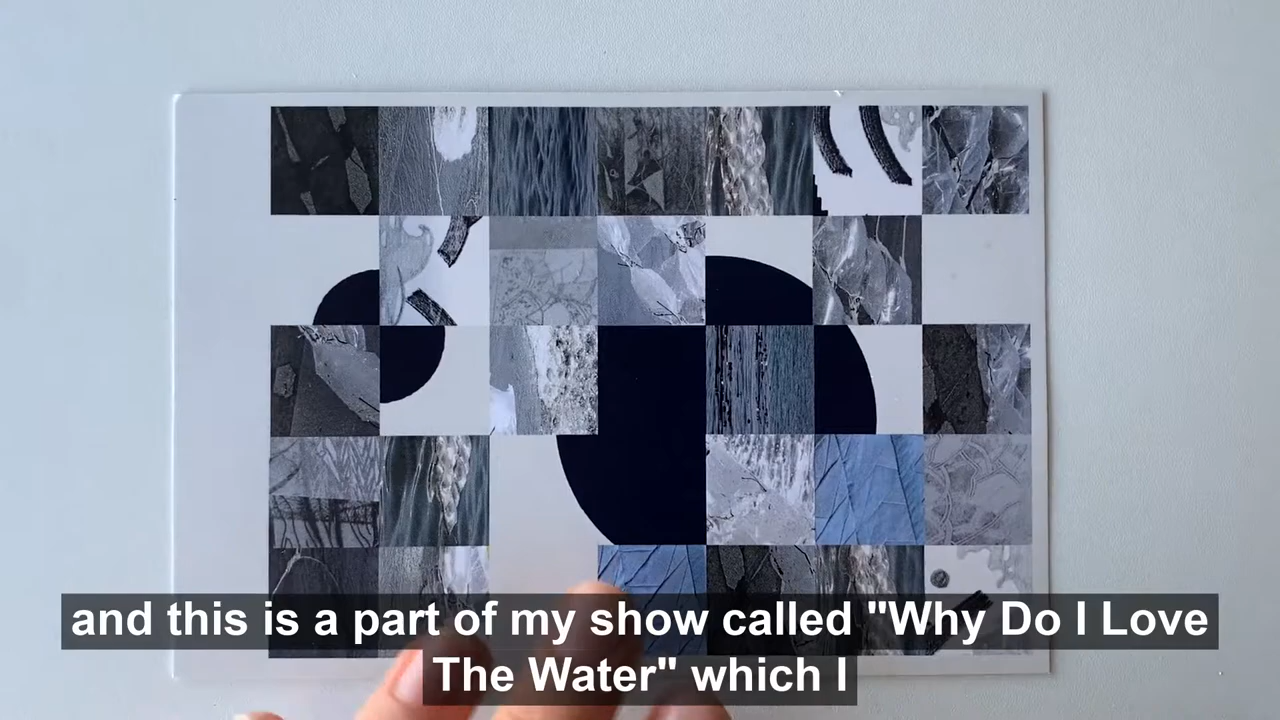 and this is a part of my show called "Why Do I Love
The Water" which I